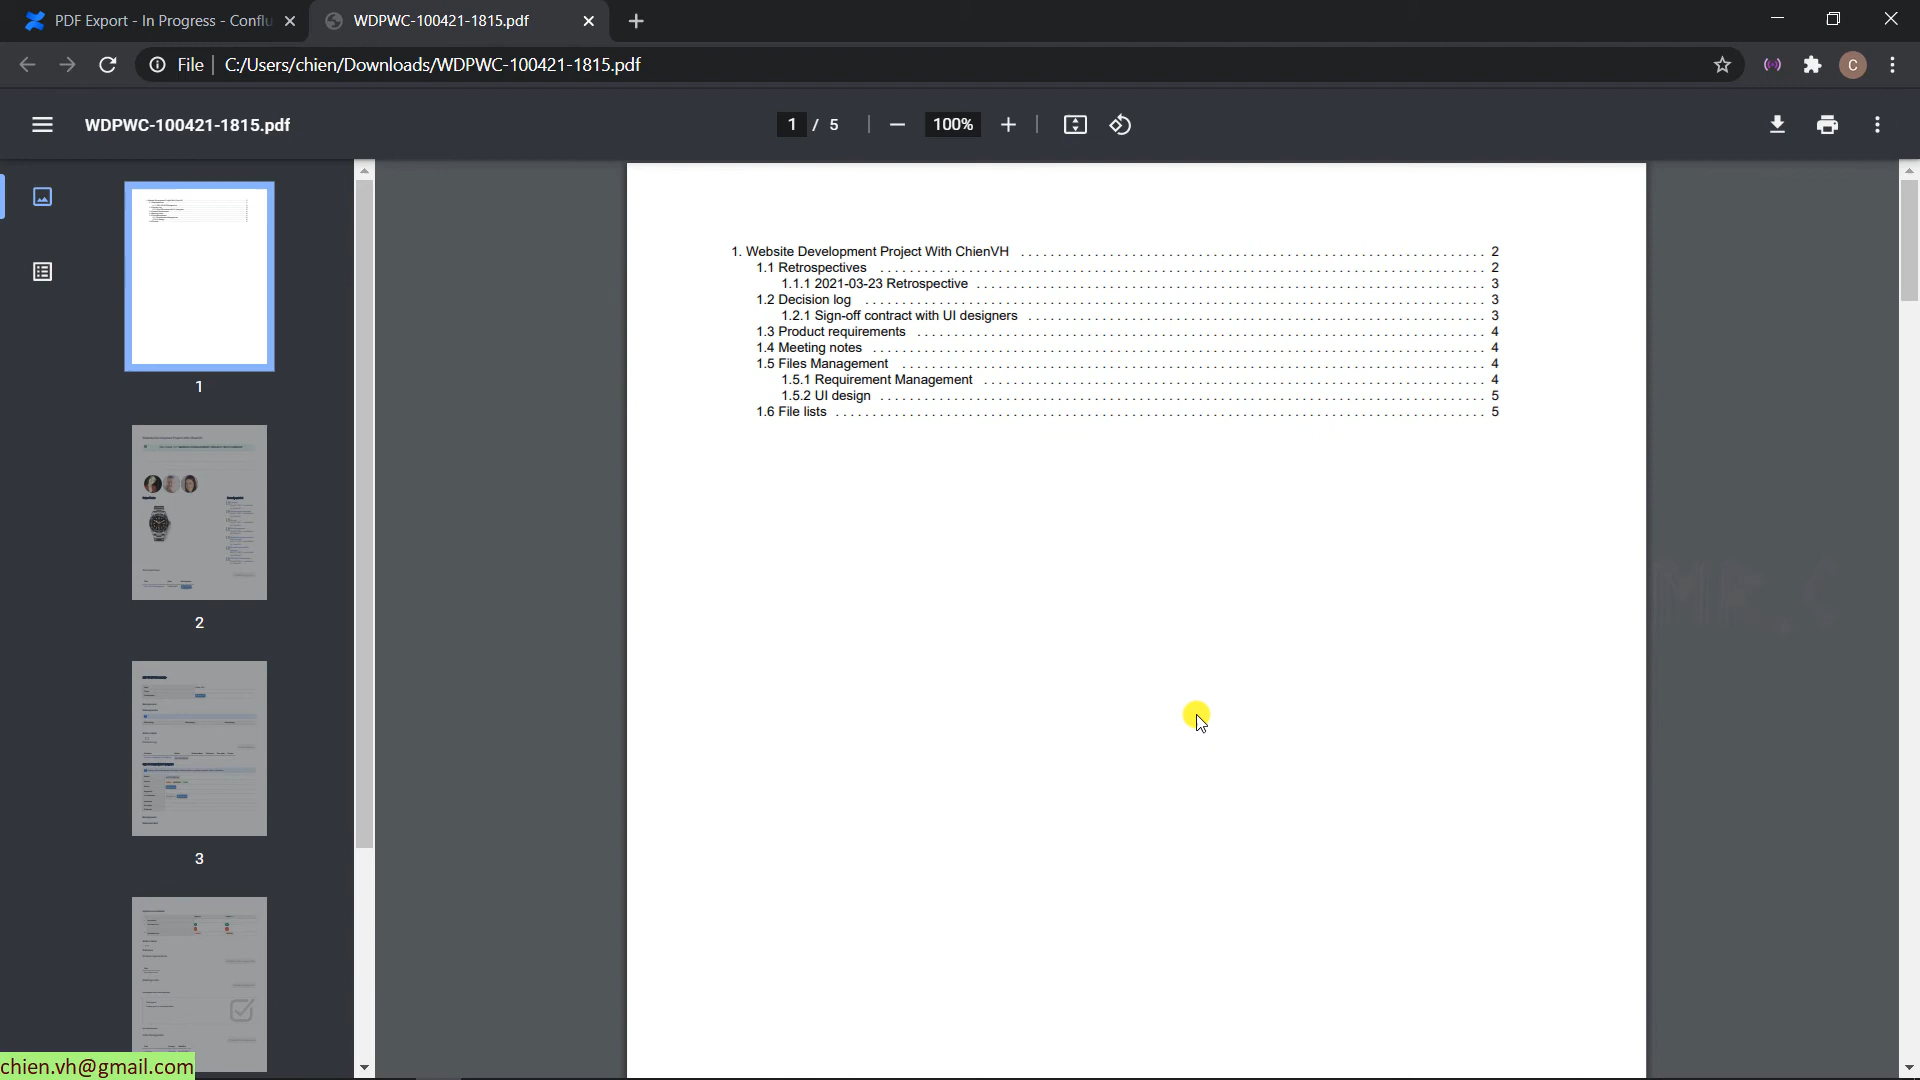 PDF Export - In Progress - Conflu
WDPWC-100421-1815.pdf
File
C:/Users/chien/Downloads/WDPWC-100421-1815.pdf
C
WDPWC-100421-1815.pdf
1 / 5
100%
1. Website Development Project With ChienVH 2
1.1 Retrospectives 2
1.1.1 2021-03-23 Retrospective 3
1.2 Decision log 3
1.2.1 Sign-off contract with UI designers 3
1.3 Product requirements 4
1.4 Meeting notes 4
1.5 Files Management 4
1.5.1 Requirement Management 4
1.5.2 UI design 5
1.6 File lists 5
1
2
3
MR.C
chien.vh@gmail.com